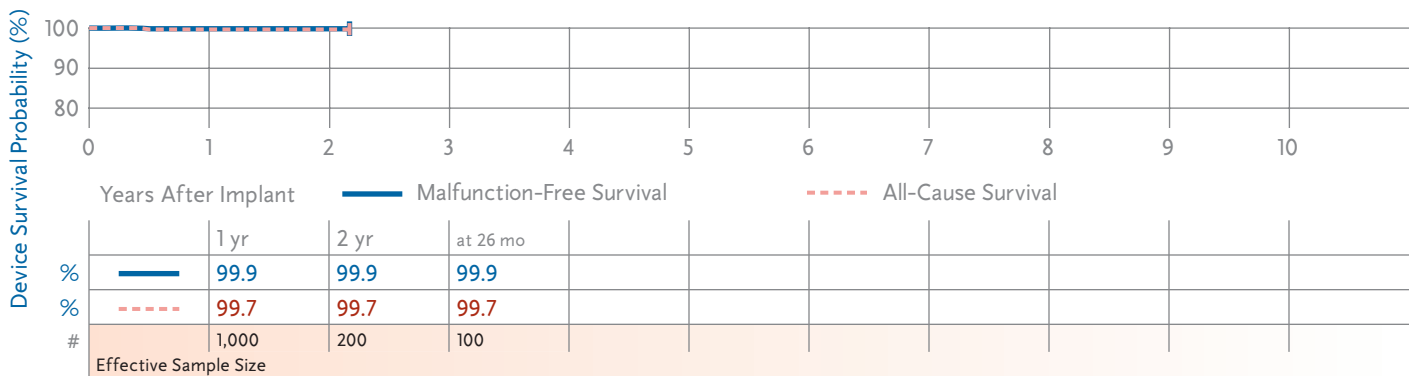 Device Survival Probability (%)
100
90
80
0 1 2 3 4 5 6 7 8 9 10
Years After Implant Malfunction-Free Survival All-Cause Survival
1 yr 2 yr at 26 mo
% 99.9 99.9 99.9
% 99.7 99.7 99.7
# 1,000 200 100
Effective Sample Size